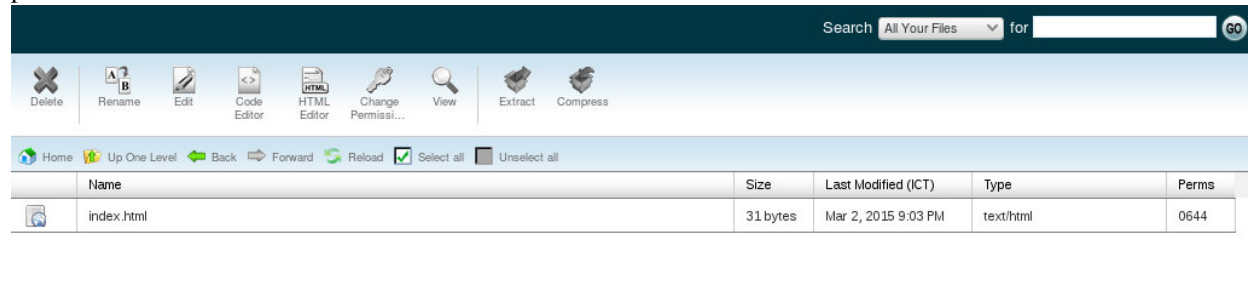 Search All Your Files for GO
Delete Rename Edit Code Editor HTML Editor Change Permissi... View Extract Compress
Home Up One Level Back Forward Reload Select all Unselect all
Name Size Last Modified (ICT) Type Perms
index.html 31 bytes Mar 2, 2015 9:03 PM text/html 0644